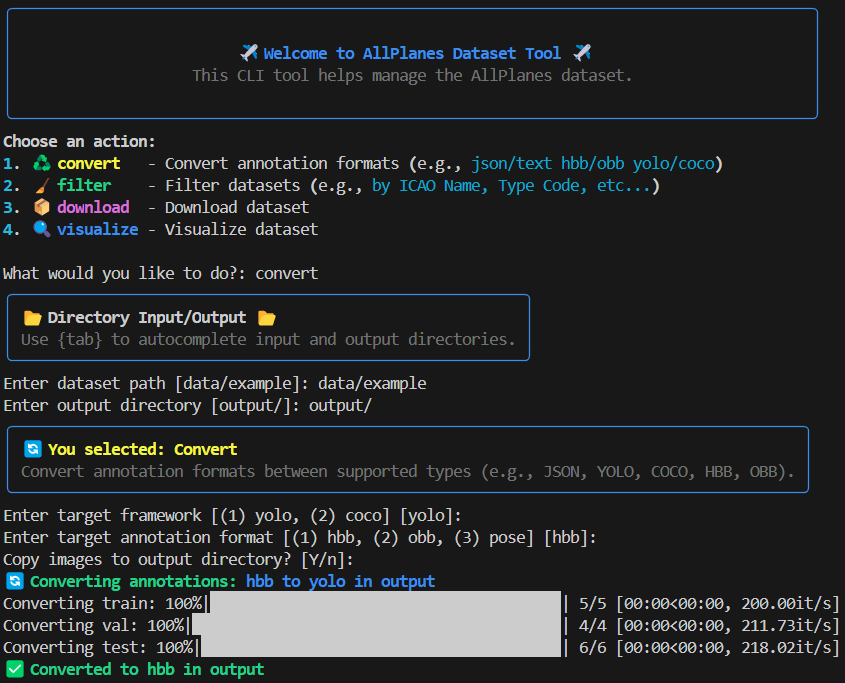 ✈️ Welcome to AllPlanes Dataset Tool ✈️
This CLI tool helps manage the AllPlanes dataset.
Choose an action:
1. ♻️ convert - Convert annotation formats (e.g., json/text hbb/obb yolo/coco)
2. 🧹 filter - Filter datasets (e.g., by ICAO Name, Type Code, etc...)
3. 📦 download - Download dataset
4. 🔍 visualize - Visualize dataset
What would you like to do?: convert
📂 Directory Input/Output 📂
Use {tab} to autocomplete input and output directories.
Enter dataset path [data/example]: data/example
Enter output directory [output/]: output/
🔄 You selected: Convert
Convert annotation formats between supported types (e.g., JSON, YOLO, COCO, HBB, OBB).
Enter target framework [(1) yolo, (2) coco] [yolo]:
Enter target annotation format [(1) hbb, (2) obb, (3) pose] [hbb]:
Copy images to output directory? [Y/n]:
🔄 Converting annotations: hbb to yolo in output
Converting train: 100%| | 5/5 [00:00<00:00, 200.00it/s]
Converting val: 100%| | 4/4 [00:00<00:00, 211.73it/s]
Converting test: 100%| | 6/6 [00:00<00:00, 218.02it/s]
✅ Converted to hbb in output